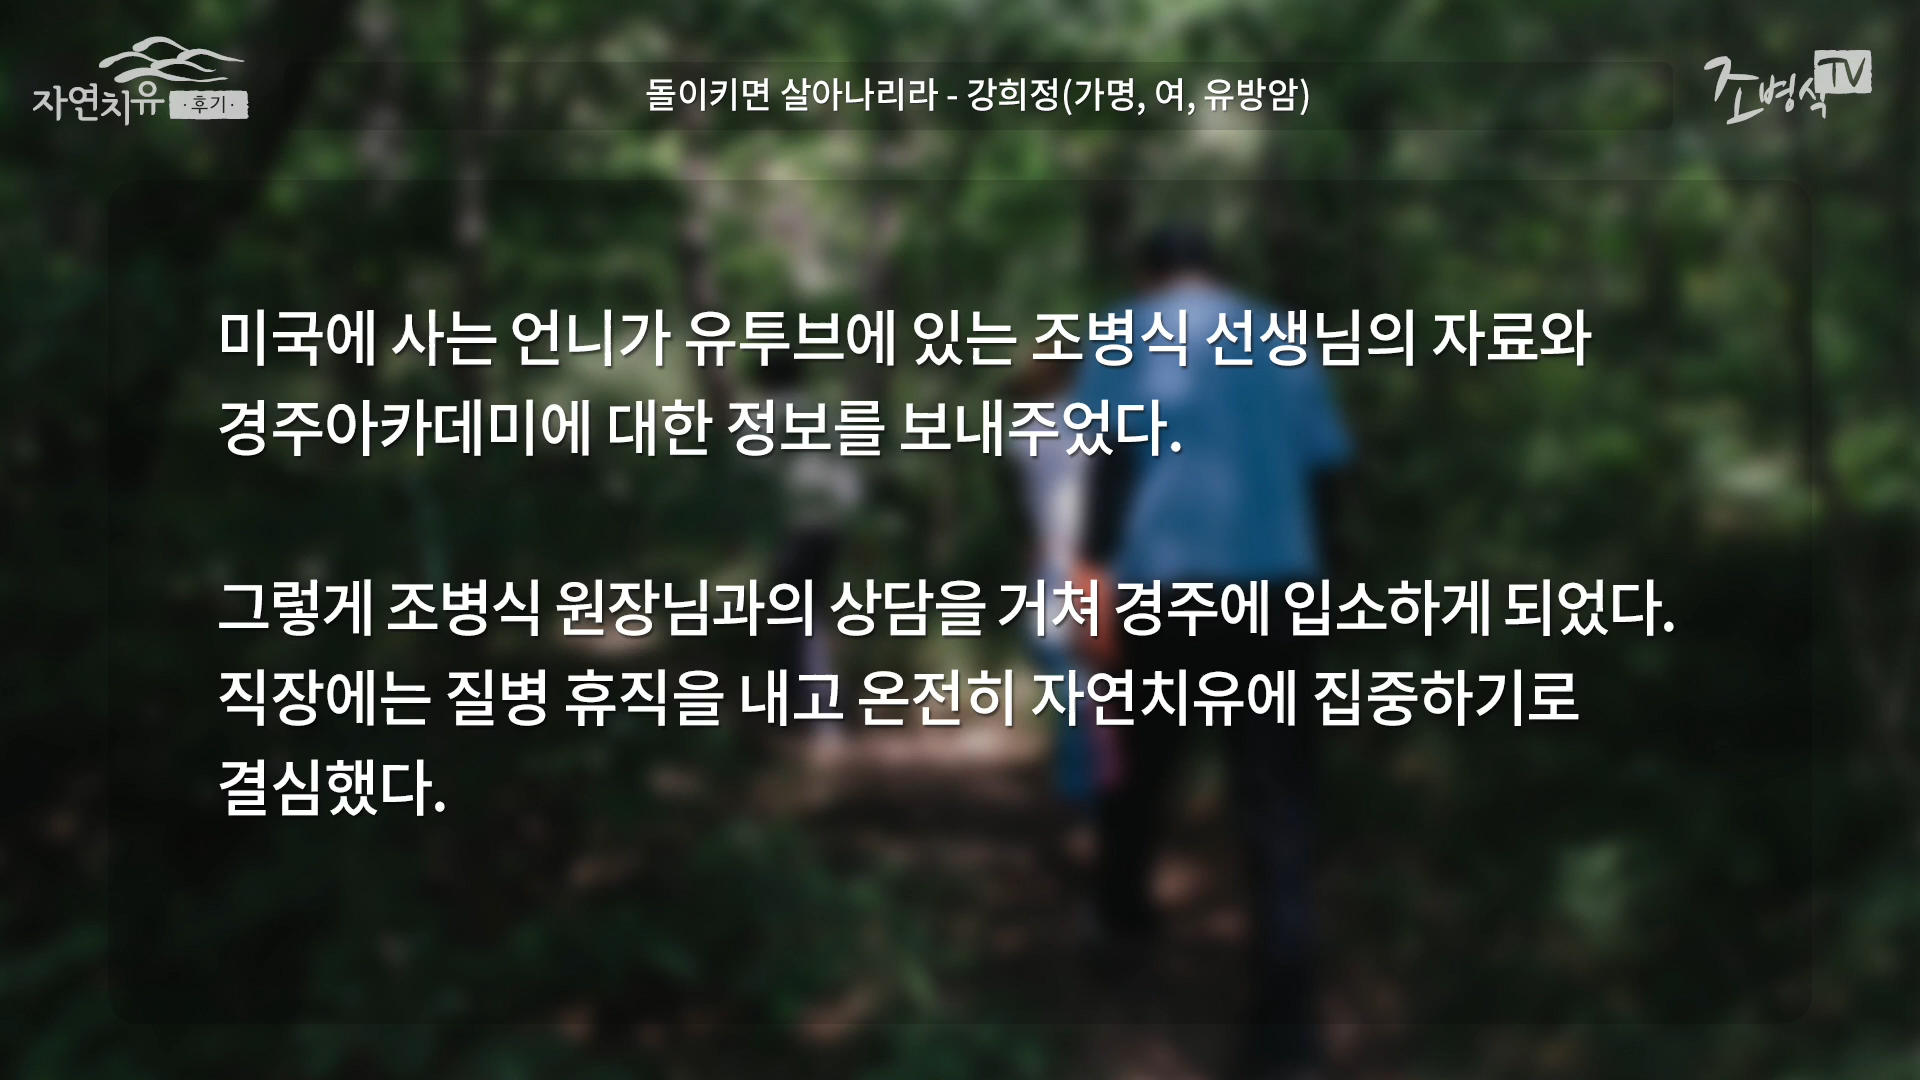 자연치유 ·후기·
돌이키면 살아나리라 - 강희정(가명, 여, 유방암)
조병식TV
미국에 사는 언니가 유투브에 있는 조병식 선생님의 자료와
경주아카데미에 대한 정보를 보내주었다.
그렇게 조병식 원장님과의 상담을 거쳐 경주에 입소하게 되었다.
직장에는 질병 휴직을 내고 온전히 자연치유에 집중하기로
결심했다.